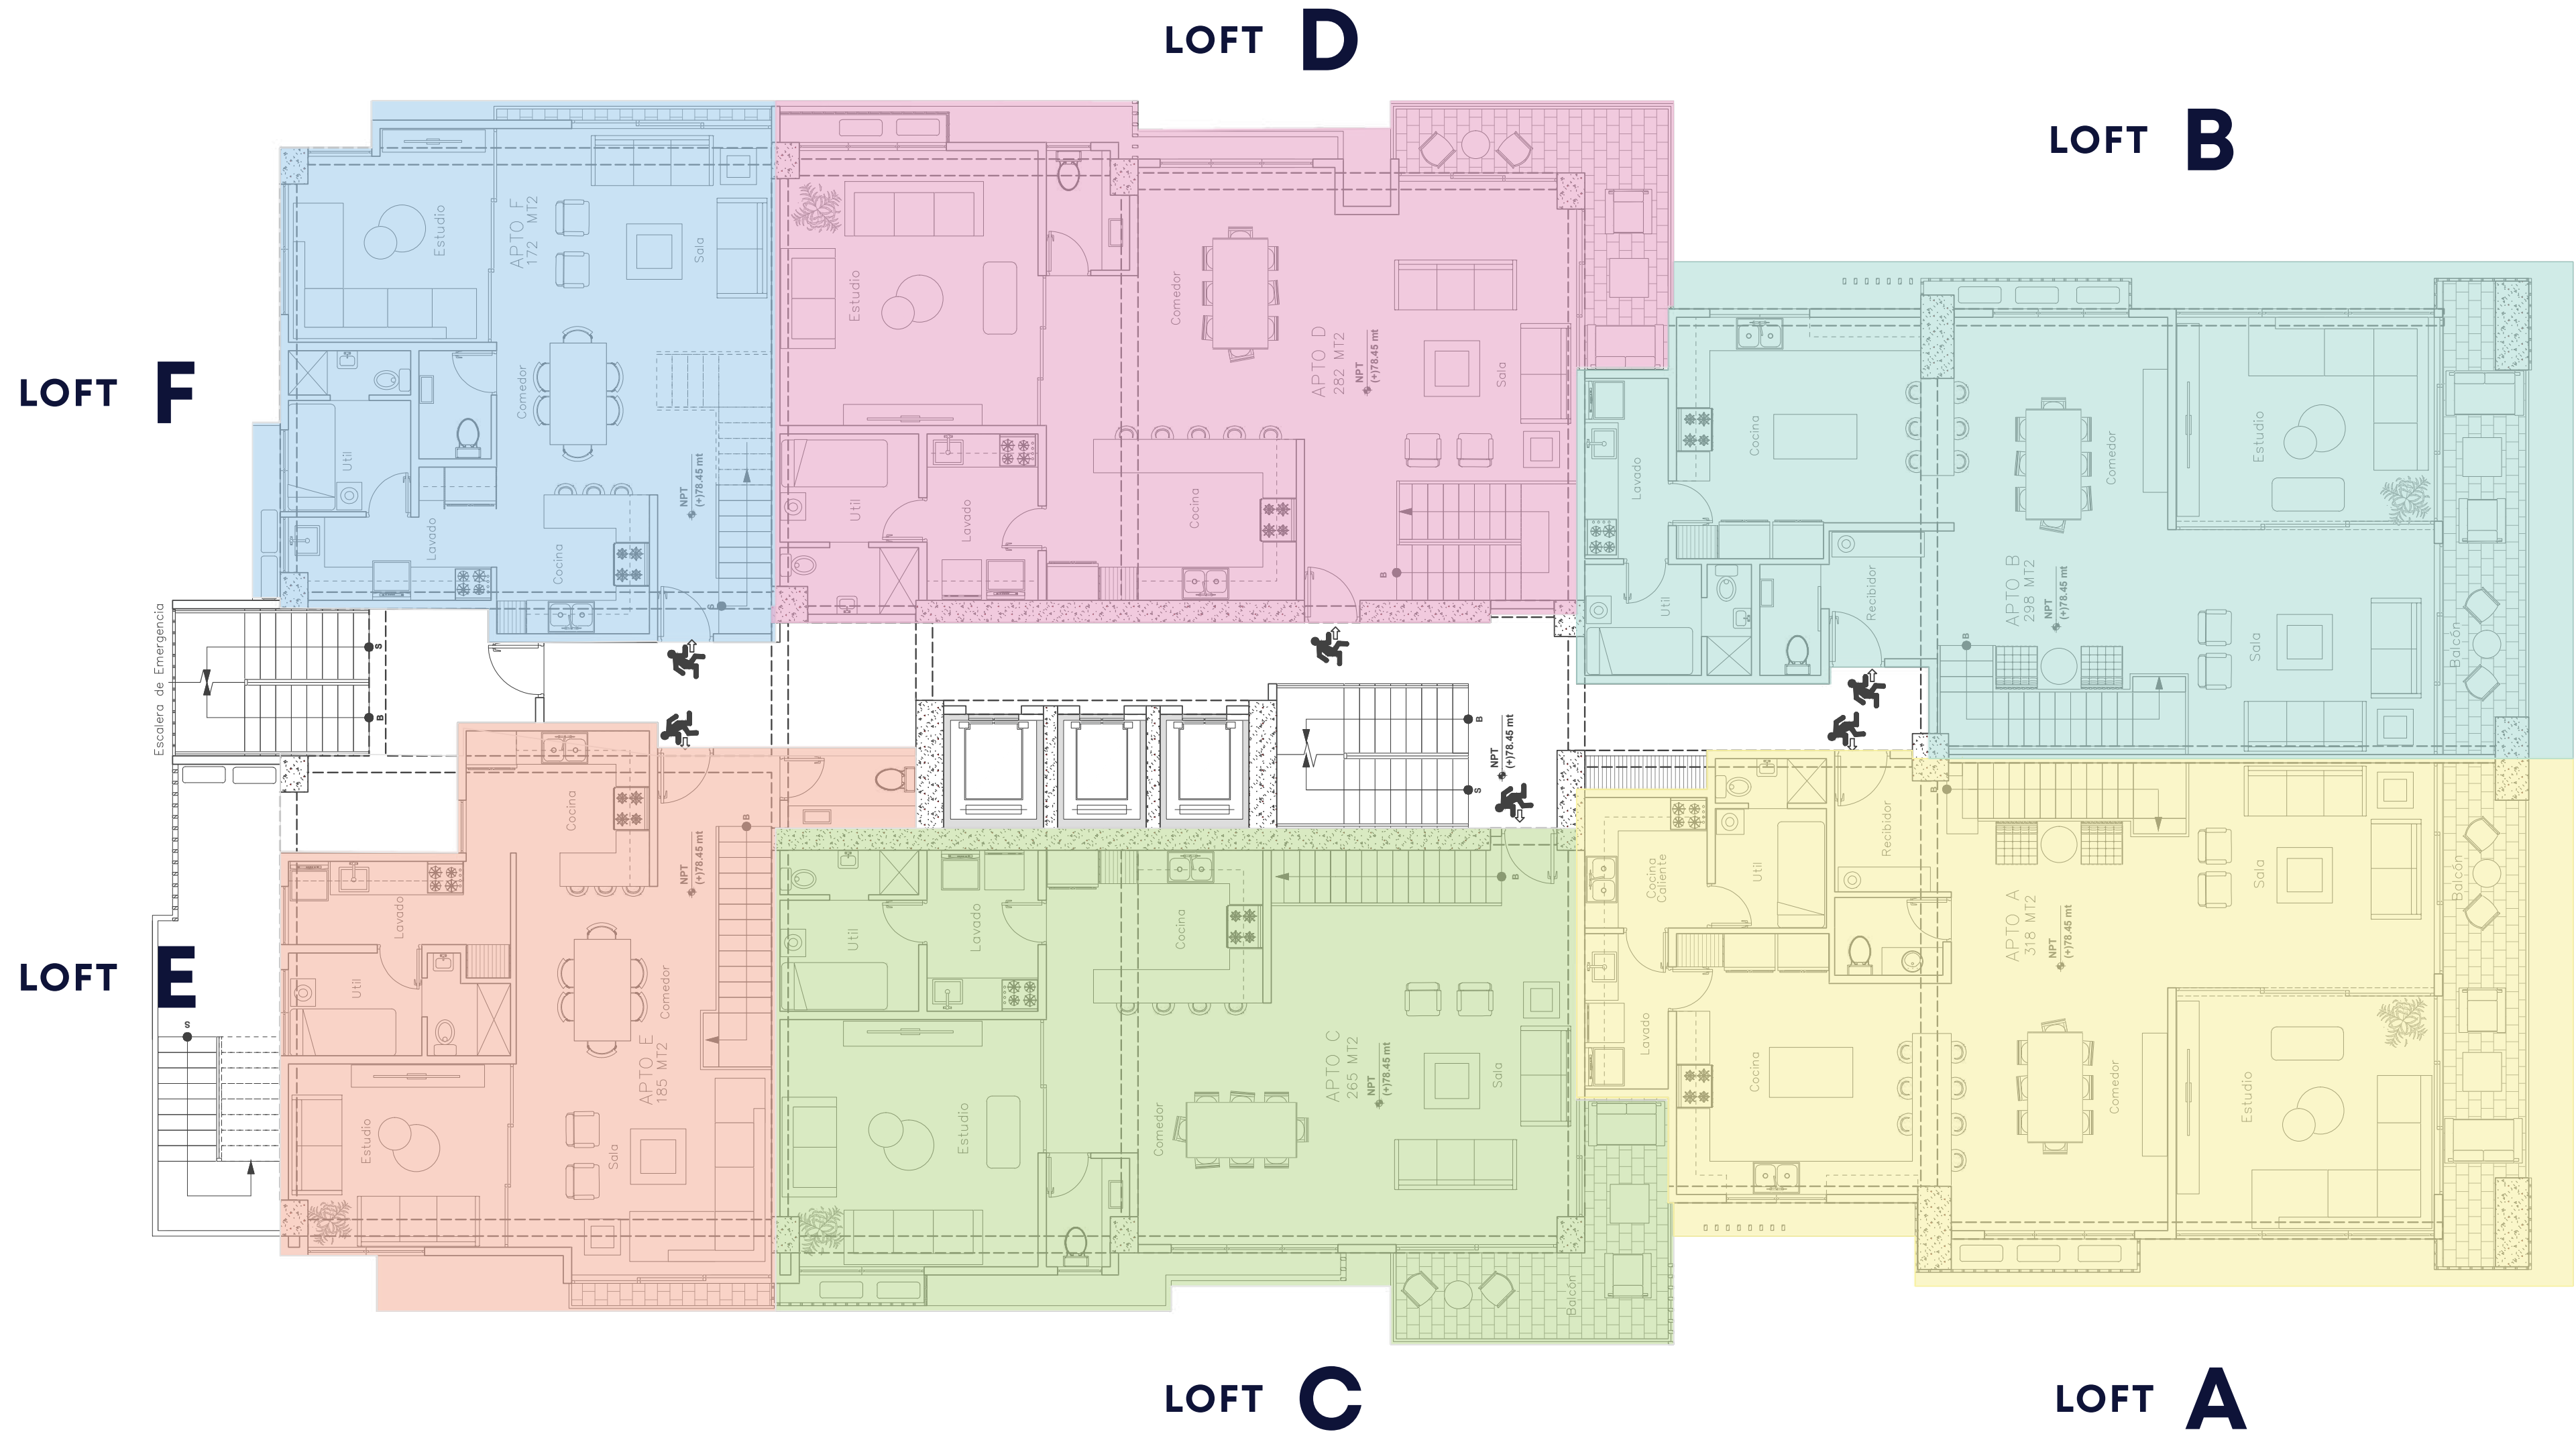 LOFT D
LOFT B
LOFT F
LOFT E
LOFT C
LOFT A
Estudio
APTO F
172 MT2
Sala
Comedor
Util
Lavado
Cocina
NPT
(+)78.45 mt
B
S
Estudio
Comedor
APTO D
282 MT2
NPT
(+)78.45 mt
Sala
Util
Lavado
Cocina
B
Cocina
Lavado
Comedor
Estudio
Util
Recibidor
APTO B
298 MT2
NPT
(+)78.45 mt
B
Sala
Balcón
Escalera de Emergencia
S
B
B
NPT
(+)78.45 mt
S
Cocina
B
NPT
(+)78.45 mt
Lavado
Util
Comedor
APTO E
185 MT2
Estudio
Sala
S
Util
Lavado
Cocina
B
APTO C
265 MT2
NPT
(+)78.45 mt
Sala
Estudio
Comedor
Balcón
Cocina
Caliente
Util
Recibidor
B
Sala
Balcón
APTO A
318 MT2
NPT
(+)78.45 mt
Lavado
Cocina
Comedor
Estudio